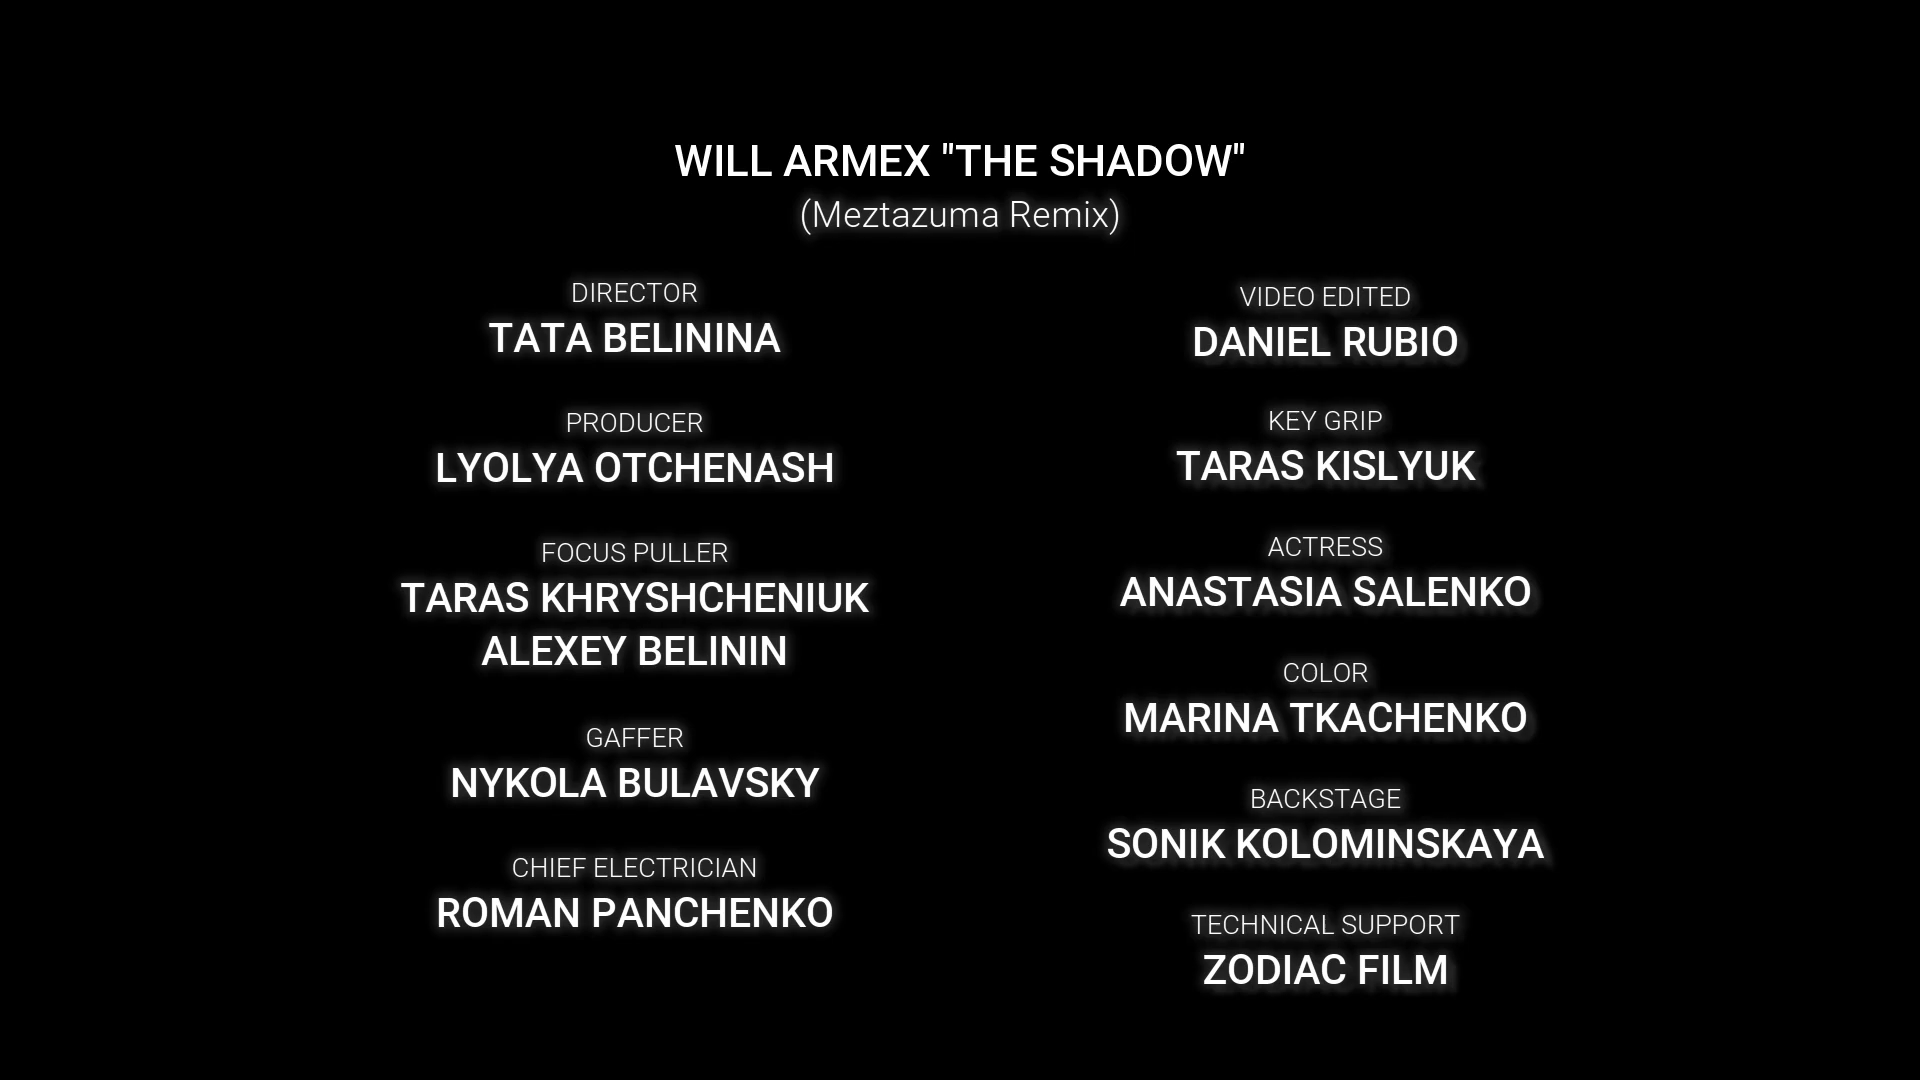 WILL ARMEX "THE SHADOW"
(Meztazuma Remix)
DIRECTOR
TATA BELININA
PRODUCER
LYOLYA OTCHENASH
FOCUS PULLER
TARAS KHRYSHCHENIUK
ALEXEY BELININ
GAFFER
NYKOLA BULAVSKY
CHIEF ELECTRICIAN
ROMAN PANCHENKO
VIDEO EDITED
DANIEL RUBIO
KEY GRIP
TARAS KISLYUK
ACTRESS
ANASTASIA SALENKO
COLOR
MARINA TKACHENKO
BACKSTAGE
SONIK KOLOMINSKAYA
TECHNICAL SUPPORT
ZODIAC FILM